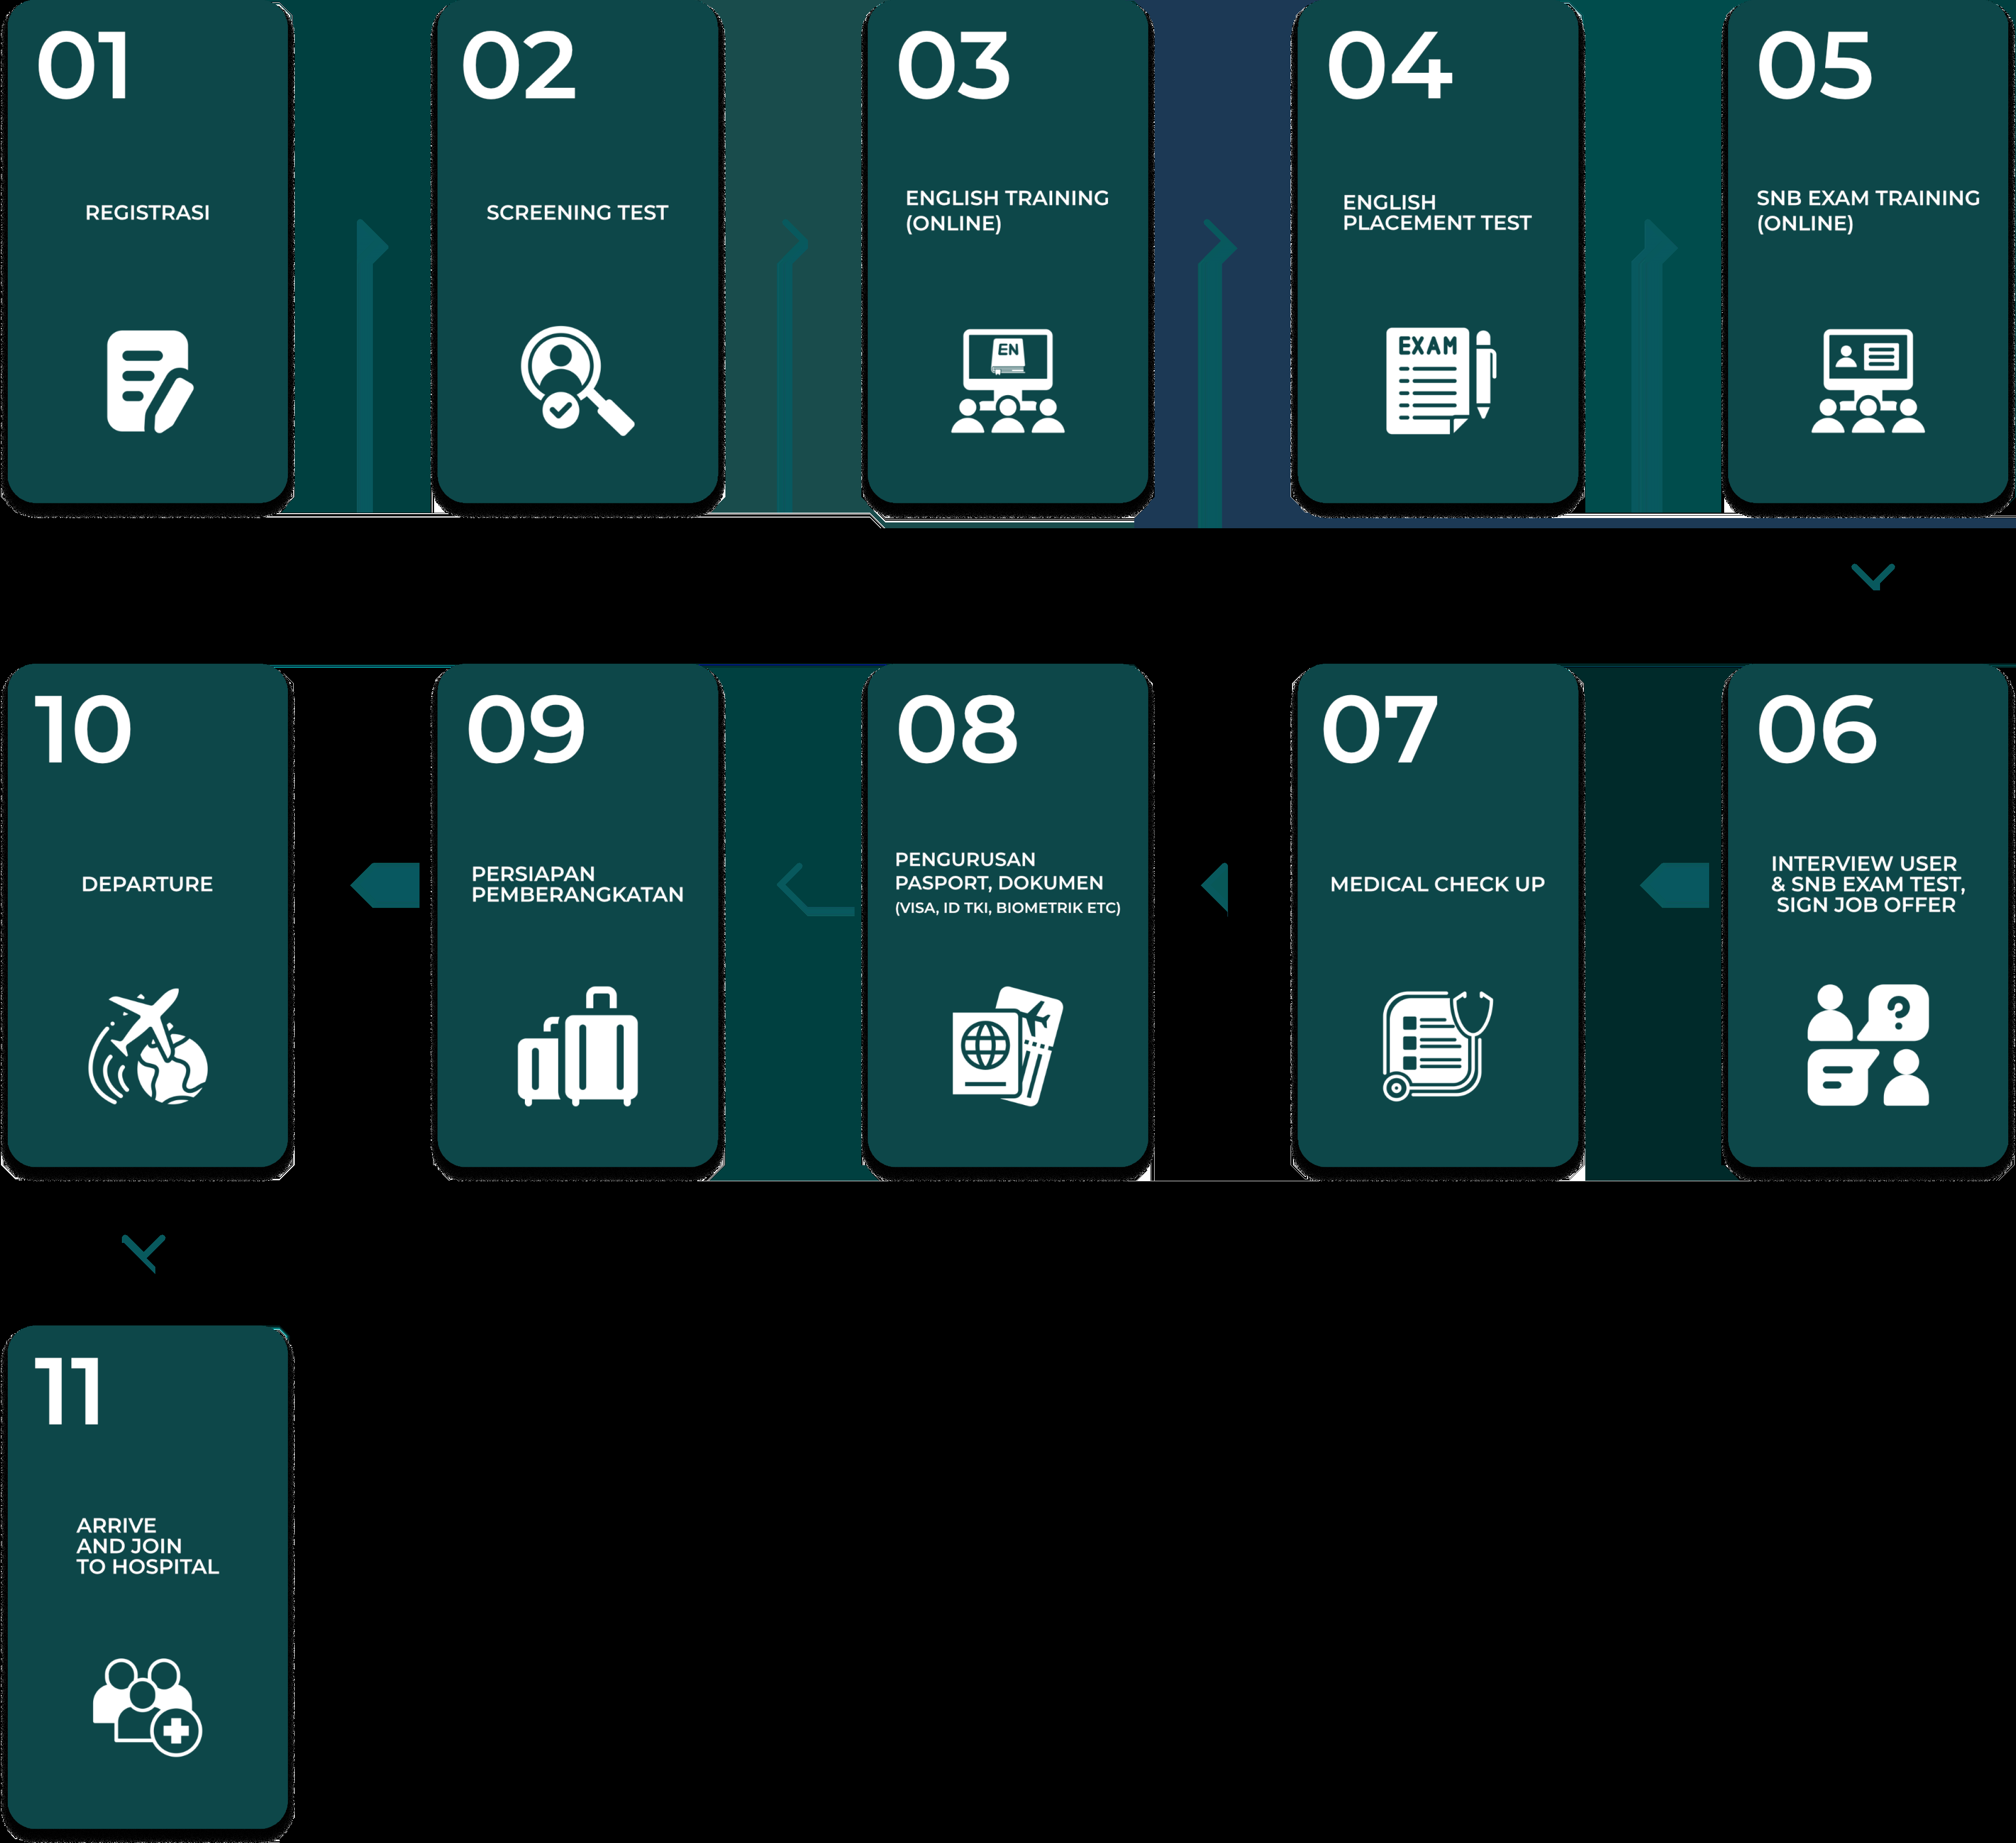 01
REGISTRASI
02
SCREENING TEST
03
ENGLISH TRAINING
(ONLINE)
EN
04
ENGLISH
PLACEMENT TEST
EXAM
05
SNB EXAM TRAINING
(ONLINE)
06
INTERVIEW USER
& SNB EXAM TEST,
SIGN JOB OFFER
?
07
MEDICAL CHECK UP
08
PENGURUSAN
PASPORT, DOKUMEN
(VISA, ID TKI, BIOMETRIK ETC)
09
PERSIAPAN
PEMBERANGKATAN
10
DEPARTURE
11
ARRIVE
AND JOIN
TO HOSPITAL